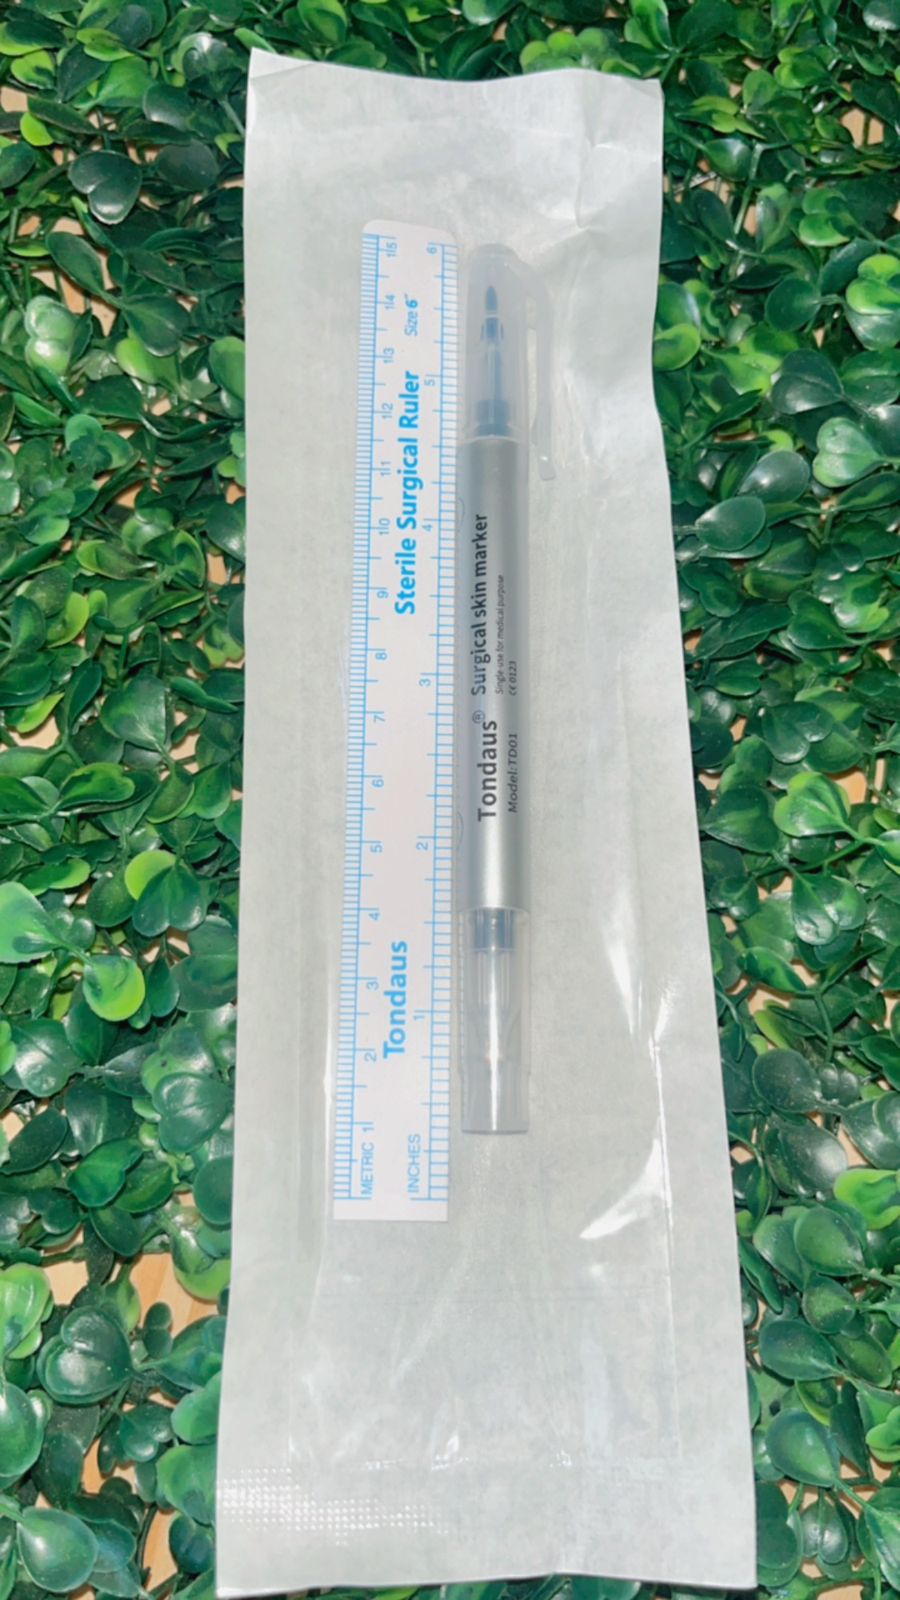 Tondaus Sterile Surgical Ruler Size 6"
METRIC 1 2 3 4 5 6 7 8 9 10 11 12 13 14 15
INCHES 1 2 3 4 5 6
Tondaus® Surgical skin marker
Single-use for medical purpose
Model:TD01 CE 0123